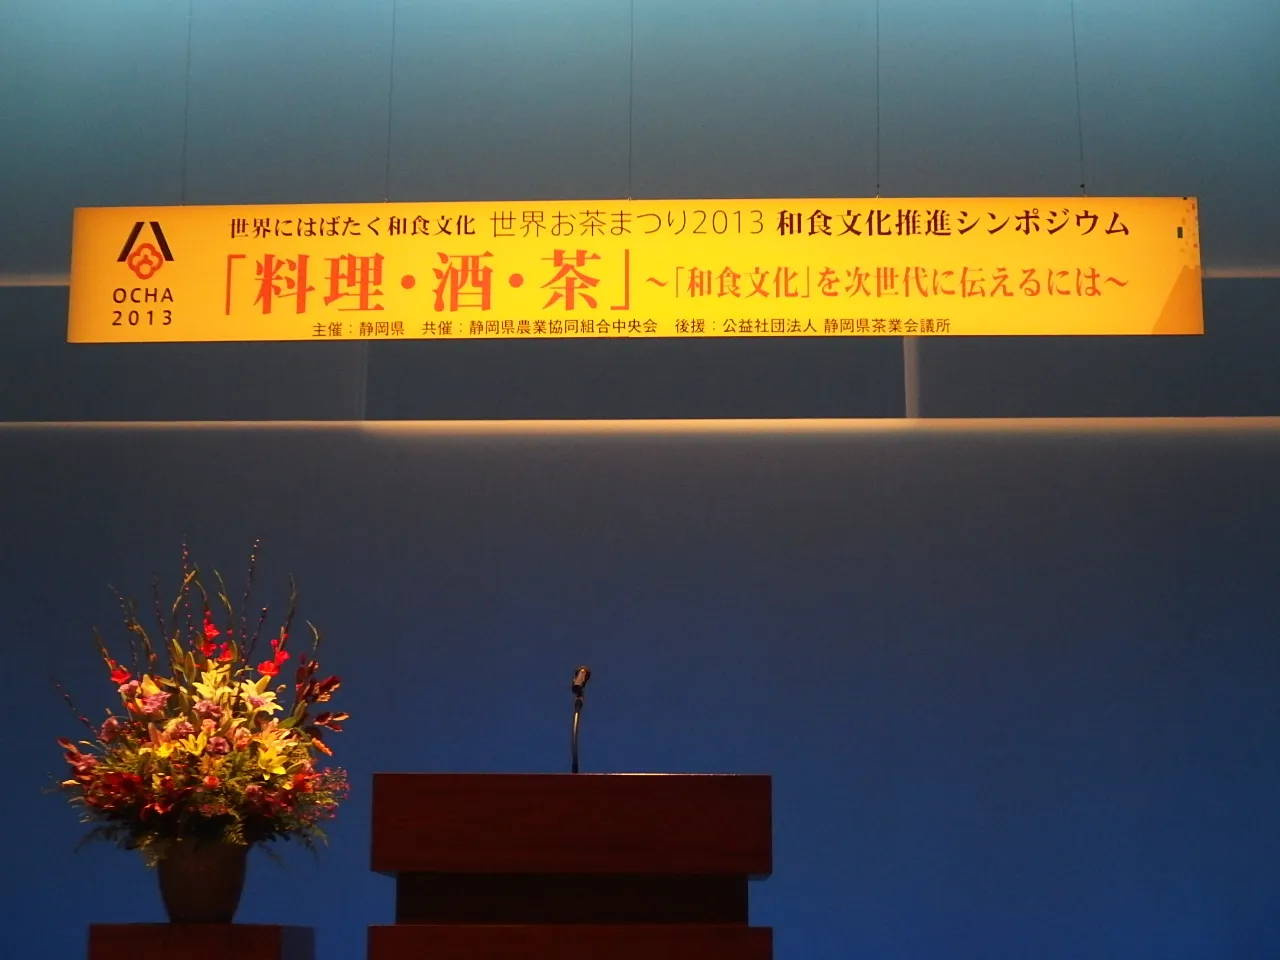 OCHA
2013
世界にはばたく和食文化 世界お茶まつり2013 和食文化推進シンポジウム
「料理・酒・茶」～「和食文化」を次世代に伝えるには～
主催：静岡県 共催：静岡県農業協同組合中央会 後援：公益社団法人 静岡県茶業会議所